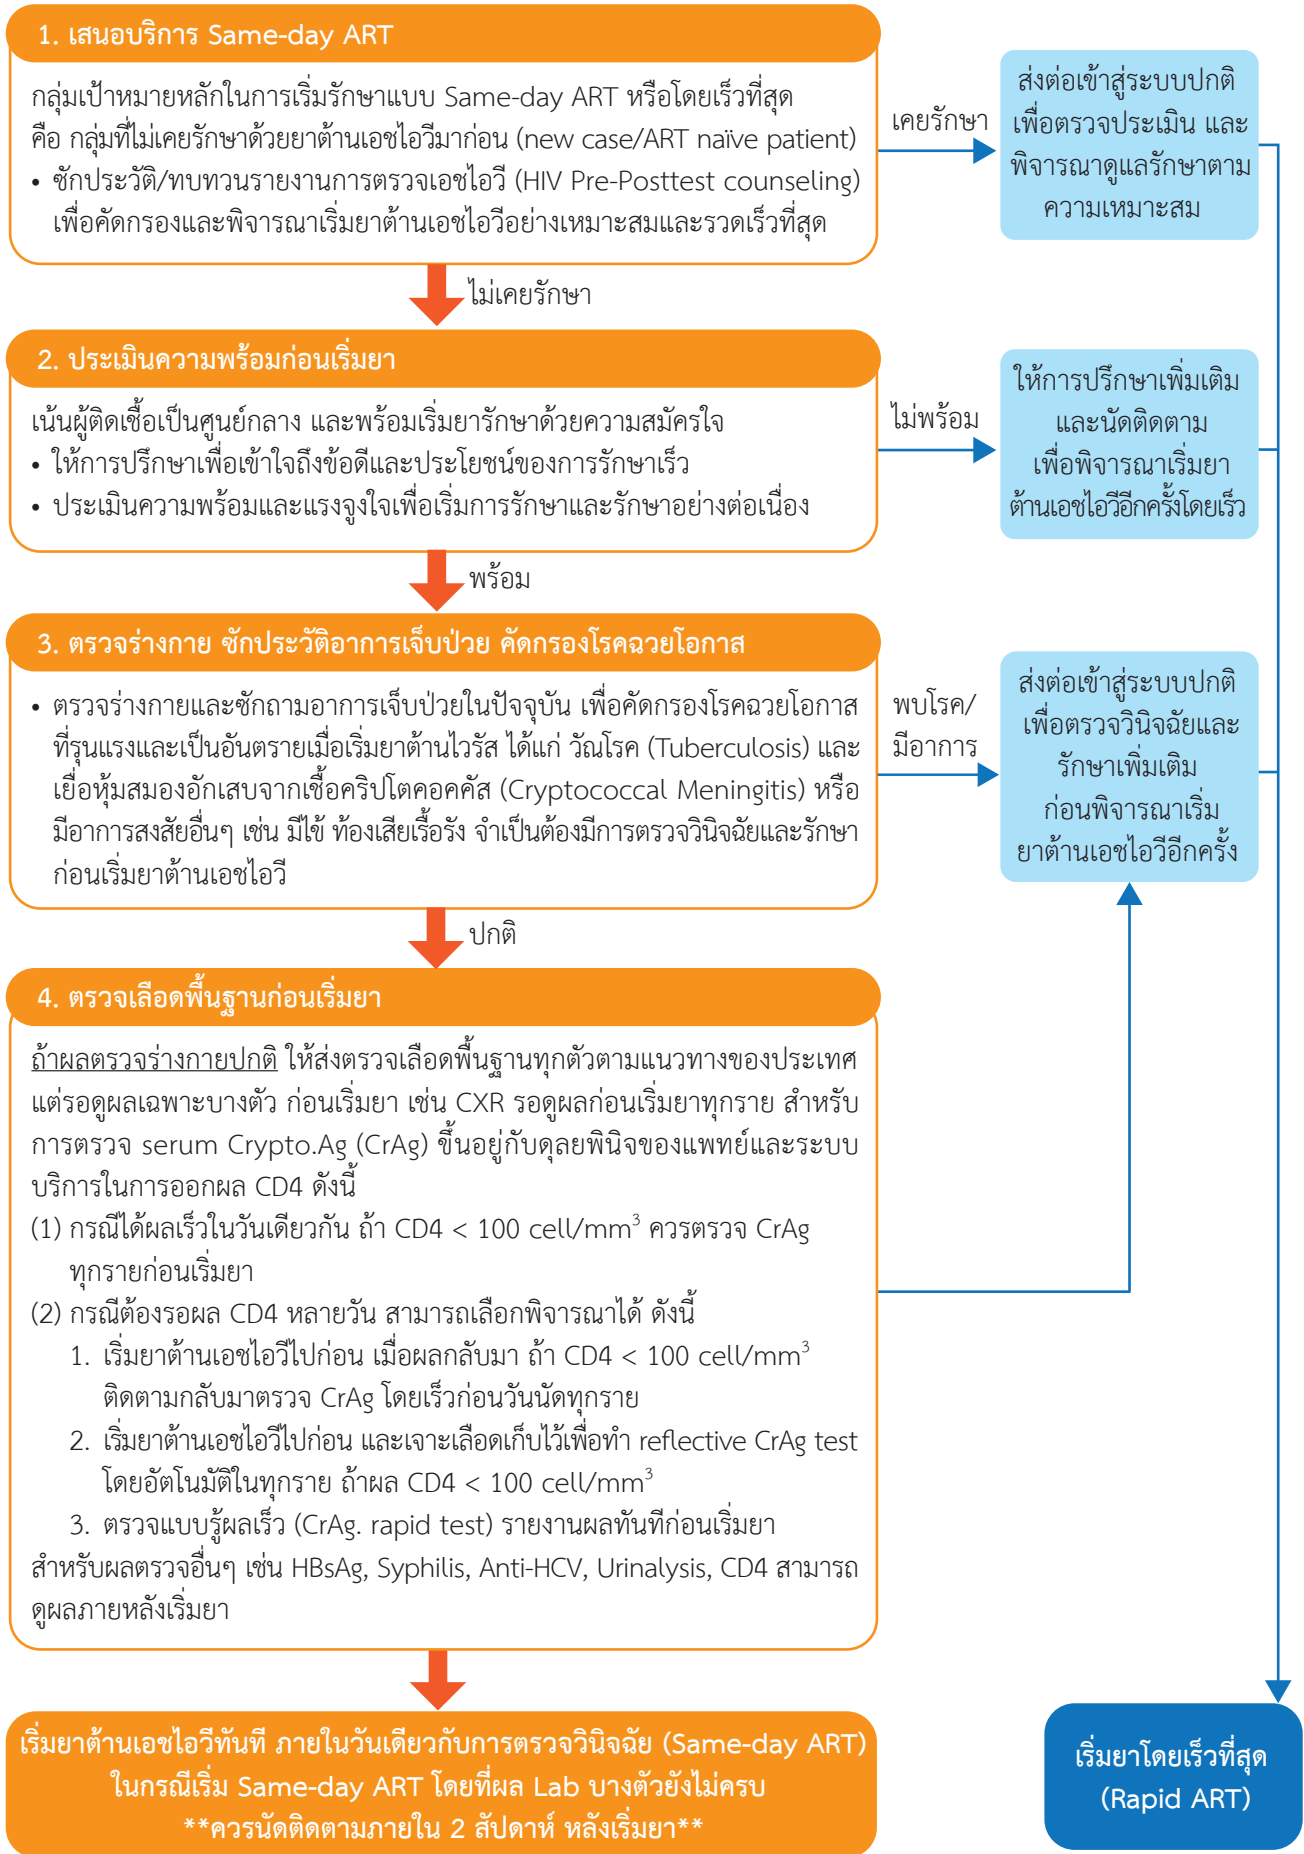 1. เสนอบริการ Same-day ART
กลุ่มเป้าหมายหลักในการเริ่มรักษาแบบ Same-day ART หรือโดยเร็วที่สุด
คือ กลุ่มที่ไม่เคยรักษาด้วยยาต้านเอชไอวีมาก่อน (new case/ART naïve patient)
• ซักประวัติ/ทบทวนรายงานการตรวจเอชไอวี (HIV Pre-Posttest counseling)
เพื่อคัดกรองและพิจารณาเริ่มยาต้านเอชไอวีอย่างเหมาะสมและรวดเร็วที่สุด
เคยรักษา
ส่งต่อเข้าสู่ระบบปกติ
เพื่อตรวจประเมิน และ
พิจารณาดูแลรักษาตาม
ความเหมาะสม
ไม่เคยรักษา
2. ประเมินความพร้อมก่อนเริ่มยา
เน้นผู้ติดเชื้อเป็นศูนย์กลาง และพร้อมเริ่มยารักษาด้วยความสมัครใจ
• ให้การปรึกษาเพื่อเข้าใจถึงข้อดีและประโยชน์ของการรักษาเร็ว
• ประเมินความพร้อมและแรงจูงใจเพื่อเริ่มการรักษาและรักษาอย่างต่อเนื่อง
ไม่พร้อม
ให้การปรึกษาเพิ่มเติม
และนัดติดตาม
เพื่อพิจารณาเริ่มยา
ต้านเอชไอวีอีกครั้งโดยเร็ว
พร้อม
3. ตรวจร่างกาย ซักประวัติอาการเจ็บป่วย คัดกรองโรคฉวยโอกาส
• ตรวจร่างกายและซักถามอาการเจ็บป่วยในปัจจุบัน เพื่อคัดกรองโรคฉวยโอกาส
ที่รุนแรงและเป็นอันตรายเมื่อเริ่มยาต้านไวรัส ได้แก่ วัณโรค (Tuberculosis) และ
เยื่อหุ้มสมองอักเสบจากเชื้อคริปโตคอคคัส (Cryptococcal Meningitis) หรือ
มีอาการสงสัยอื่นๆ เช่น มีไข้ ท้องเสียเรื้อรัง จำเป็นต้องมีการตรวจวินิจฉัยและรักษา
ก่อนเริ่มยาต้านเอชไอวี
พบโรค/
มีอาการ
ส่งต่อเข้าสู่ระบบปกติ
เพื่อตรวจวินิจฉัยและ
รักษาเพิ่มเติม
ก่อนพิจารณาเริ่ม
ยาต้านเอชไอวีอีกครั้ง
ปกติ
4. ตรวจเลือดพื้นฐานก่อนเริ่มยา
ถ้าผลตรวจร่างกายปกติ ให้ส่งตรวจเลือดพื้นฐานทุกตัวตามแนวทางของประเทศ
แต่รอดูผลเฉพาะบางตัว ก่อนเริ่มยา เช่น CXR รอดูผลก่อนเริ่มยาทุกราย สำหรับ
การตรวจ serum Crypto.Ag (CrAg) ขึ้นอยู่กับดุลยพินิจของแพทย์และระบบ
บริการในการออกผล CD4 ดังนี้
(1) กรณีได้ผลเร็วในวันเดียวกัน ถ้า CD4 < 100 cell/mm³ ควรตรวจ CrAg
ทุกรายก่อนเริ่มยา
(2) กรณีต้องรอผล CD4 หลายวัน สามารถเลือกพิจารณาได้ ดังนี้
1. เริ่มยาต้านเอชไอวีไปก่อน เมื่อผลกลับมา ถ้า CD4 < 100 cell/mm³
ติดตามกลับมาตรวจ CrAg โดยเร็วก่อนวันนัดทุกราย
2. เริ่มยาต้านเอชไอวีไปก่อน และเจาะเลือดเก็บไว้เพื่อทำ reflective CrAg test
โดยอัตโนมัติในทุกราย ถ้าผล CD4 < 100 cell/mm³
3. ตรวจแบบรู้ผลเร็ว (CrAg. rapid test) รายงานผลทันทีก่อนเริ่มยา
สำหรับผลตรวจอื่นๆ เช่น HBsAg, Syphilis, Anti-HCV, Urinalysis, CD4 สามารถ
ดูผลภายหลังเริ่มยา
เริ่มยาต้านเอชไอวีทันที ภายในวันเดียวกับการตรวจวินิจฉัย (Same-day ART)
ในกรณีเริ่ม Same-day ART โดยที่ผล Lab บางตัวยังไม่ครบ
**ควรนัดติดตามภายใน 2 สัปดาห์ หลังเริ่มยา**
เริ่มยาโดยเร็วที่สุด
(Rapid ART)